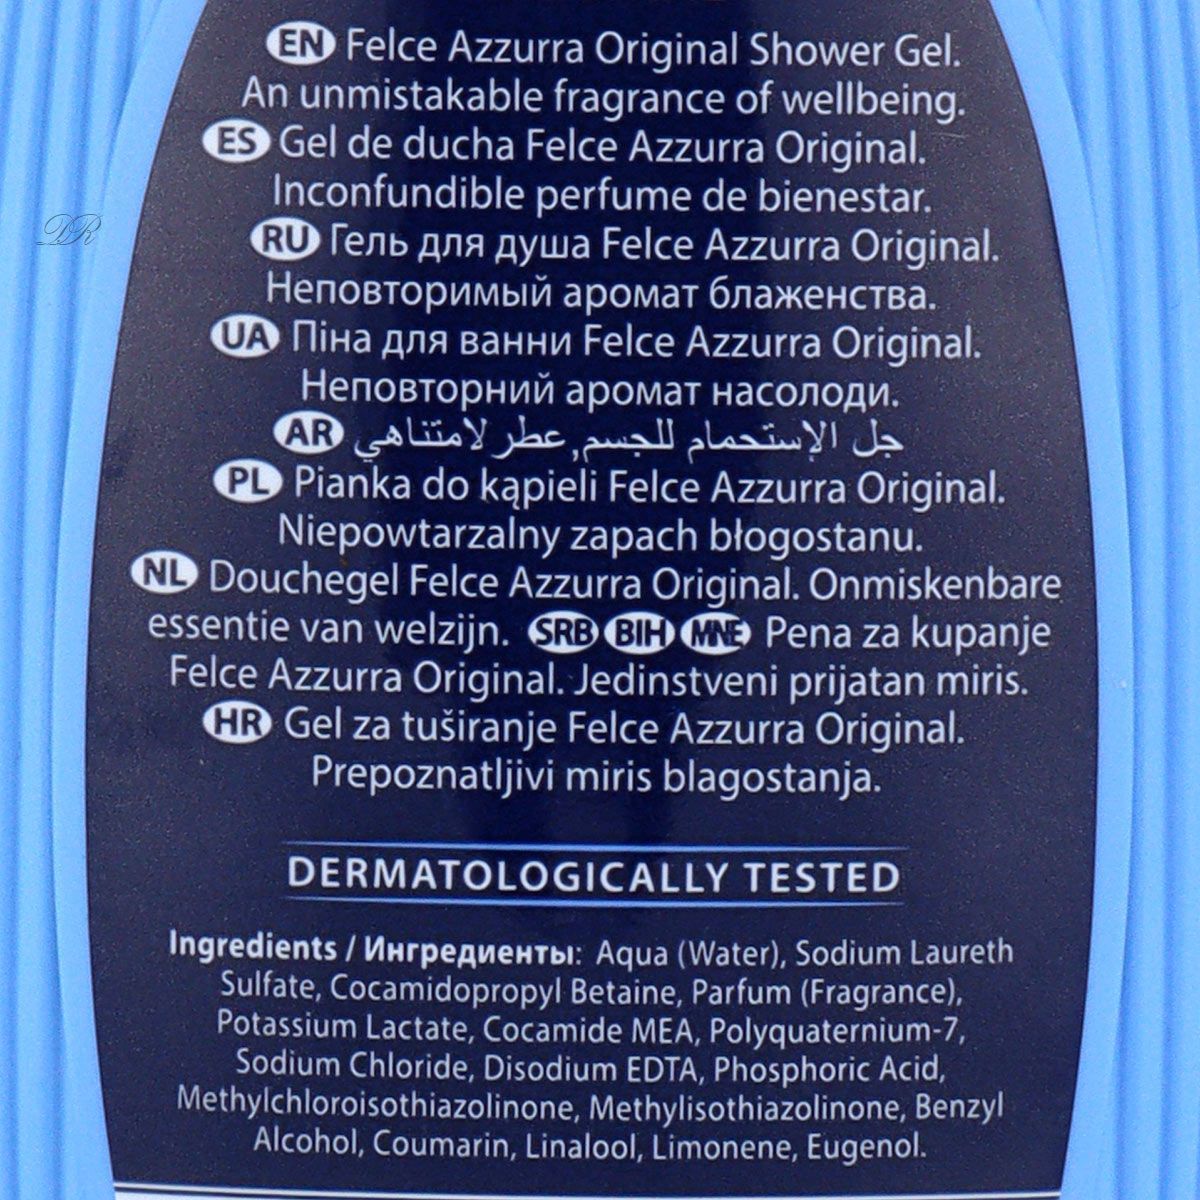 EN Felce Azzurra Original Shower Gel.
An unmistakable fragrance of wellbeing.
ES Gel de ducha Felce Azzurra Original.
Inconfundible perfume de bienestar.
DR
RU Гель для душа Felce Azzurra Original.
Неповторимый аромат блаженства.
UA Піна для ванни Felce Azzurra Original.
Неповторний аромат насолоди.
AR جل الإستحمام للجسم,عطر لامتناهي
PL Pianka do kąpieli Felce Azzurra Original.
Niepowtarzalny zapach błogostanu.
NL Douchegel Felce Azzurra Original. Onmiskenbare
essentie van welzijn. SRB BIH MNE Pena za kupanje
Felce Azzurra Original. Jedinstveni prijatan miris.
HR Gel za tuširanje Felce Azzurra Original.
Prepoznatljivi miris blagostanja.
DERMATOLOGICALLY TESTED
Ingredients / Ингредиенты: Aqua (Water), Sodium Laureth
Sulfate, Cocamidopropyl Betaine, Parfum (Fragrance),
Potassium Lactate, Cocamide MEA, Polyquaternium-7,
Sodium Chloride, Disodium EDTA, Phosphoric Acid,
Methylchloroisothiazolinone, Methylisothiazolinone, Benzyl
Alcohol, Coumarin, Linalool, Limonene, Eugenol.